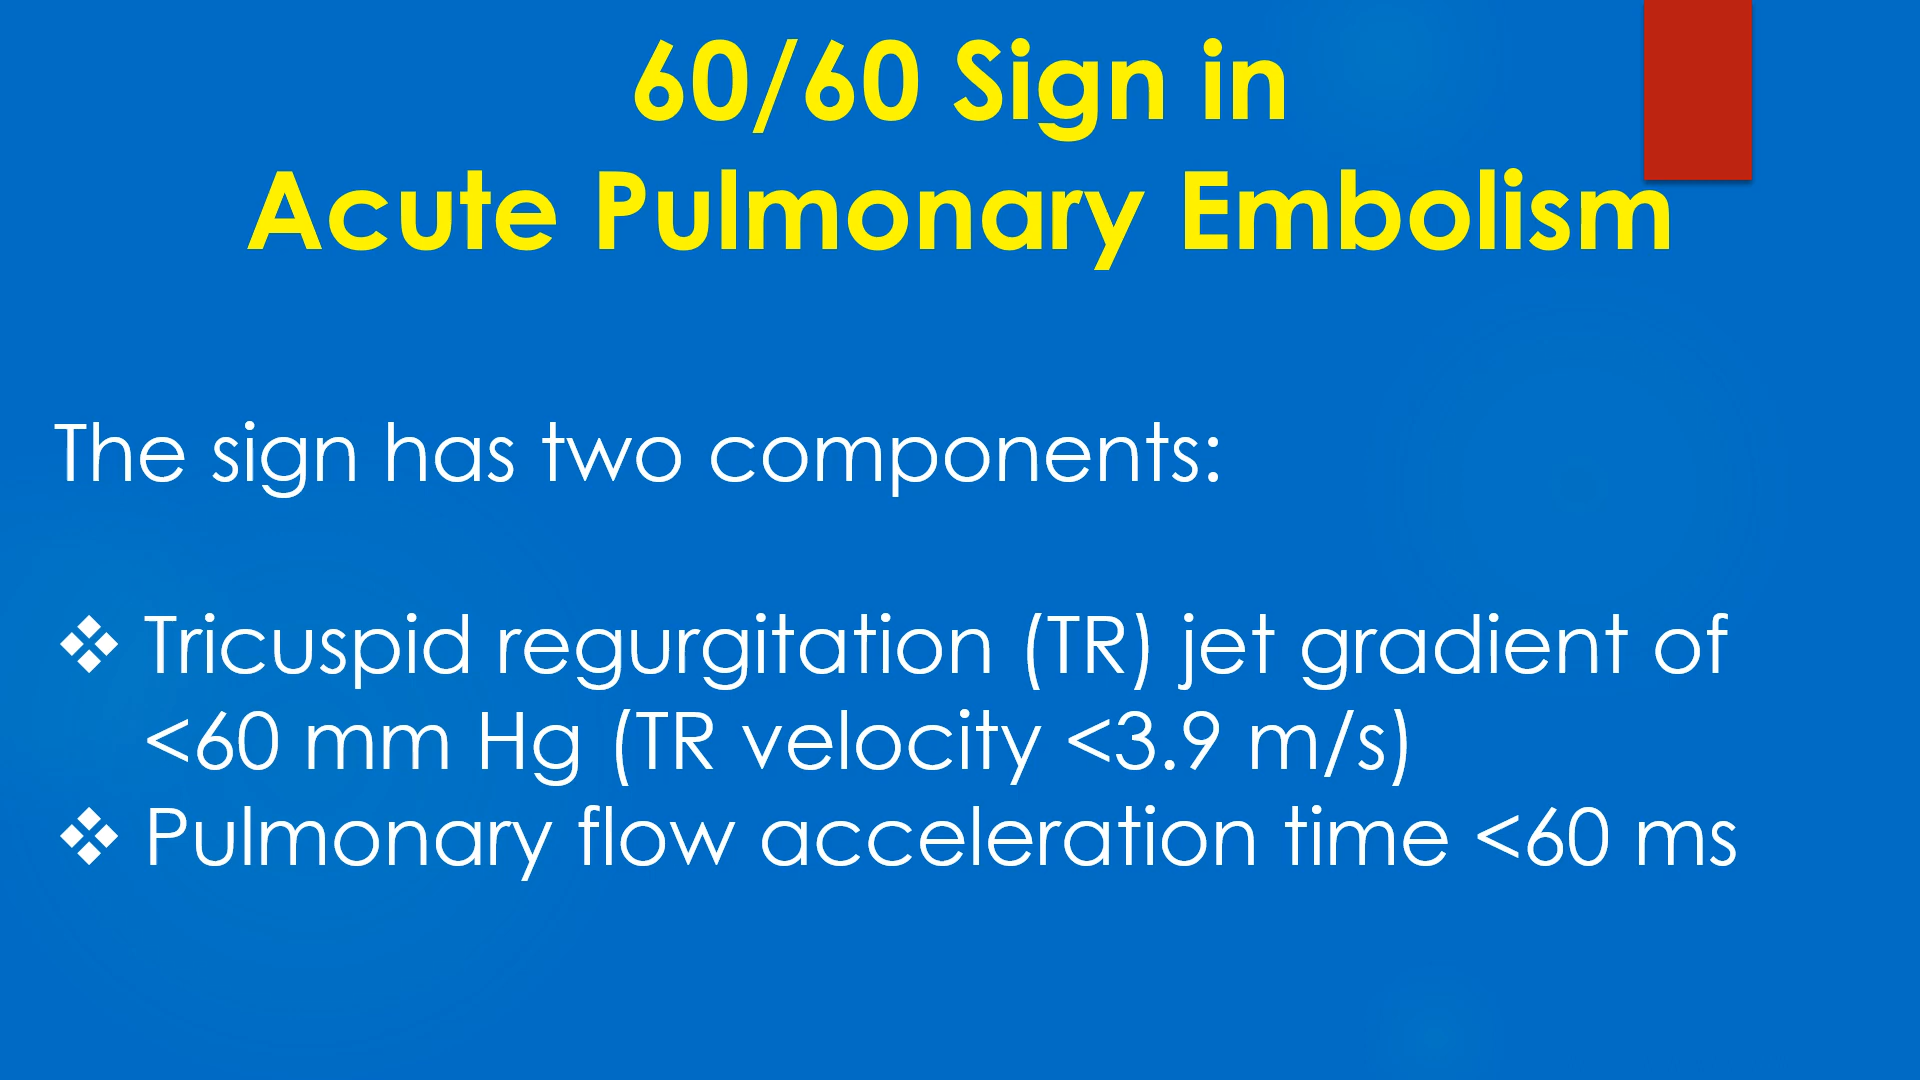 60/60 Sign in
Acute Pulmonary Embolism
The sign has two components:
❖ Tricuspid regurgitation (TR) jet gradient of
<60 mm Hg (TR velocity <3.9 m/s)
❖ Pulmonary flow acceleration time <60 ms